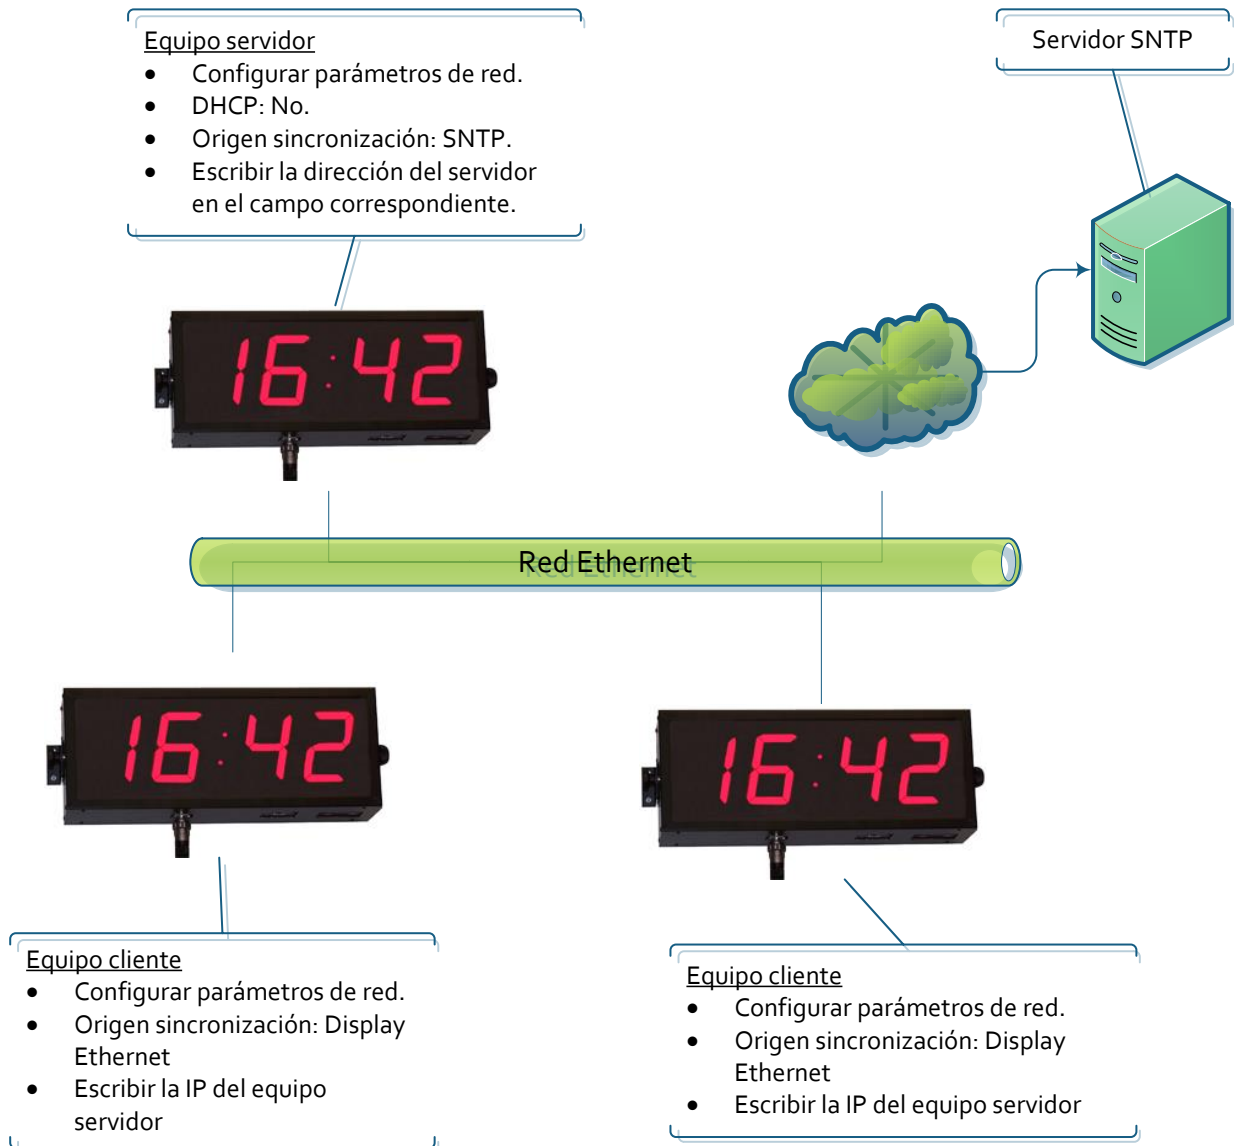 Equipo servidor
• Configurar parámetros de red.
• DHCP: No.
• Origen sincronización: SNTP.
• Escribir la dirección del servidor
en el campo correspondiente.
Servidor SNTP
16:42
Red Ethernet
16:42
16:42
Equipo cliente
• Configurar parámetros de red.
• Origen sincronización: Display
Ethernet
• Escribir la IP del equipo
servidor
Equipo cliente
• Configurar parámetros de red.
• Origen sincronización: Display
Ethernet
• Escribir la IP del equipo servidor